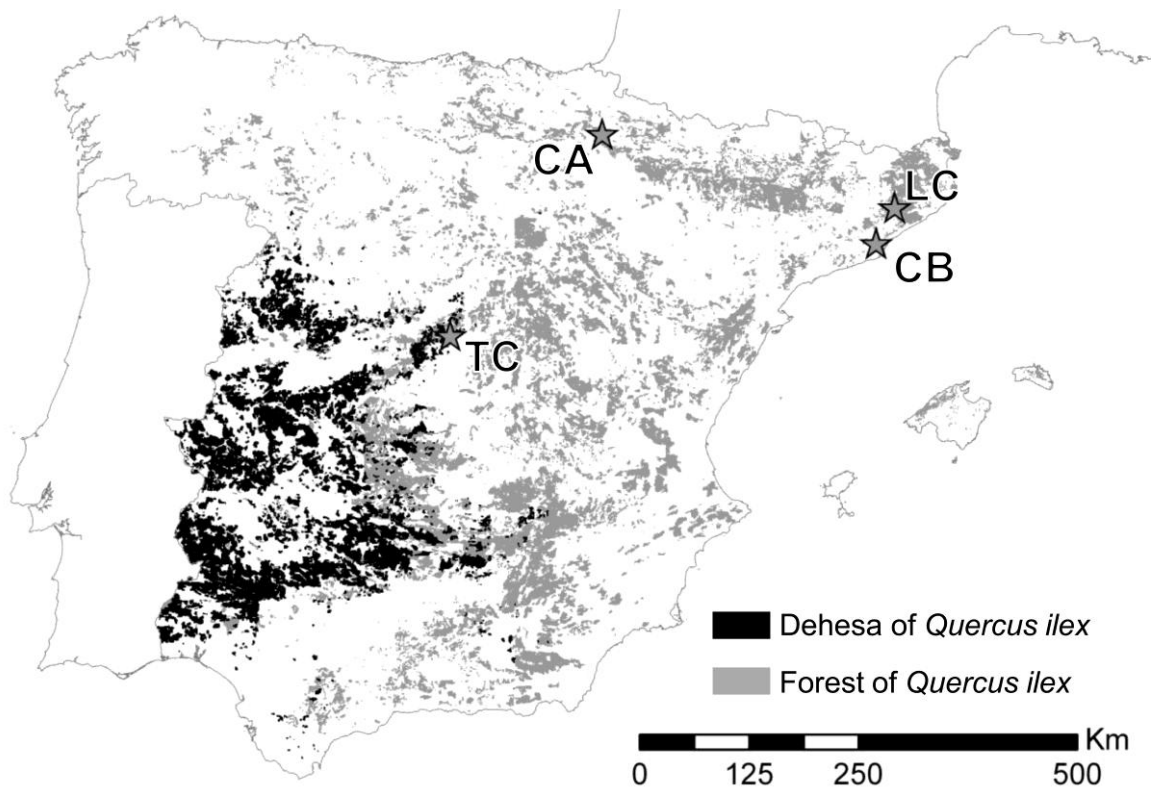 CA
LC
CB
TC
Dehesa of Quercus ilex
Forest of Quercus ilex
Km
0 125 250 500